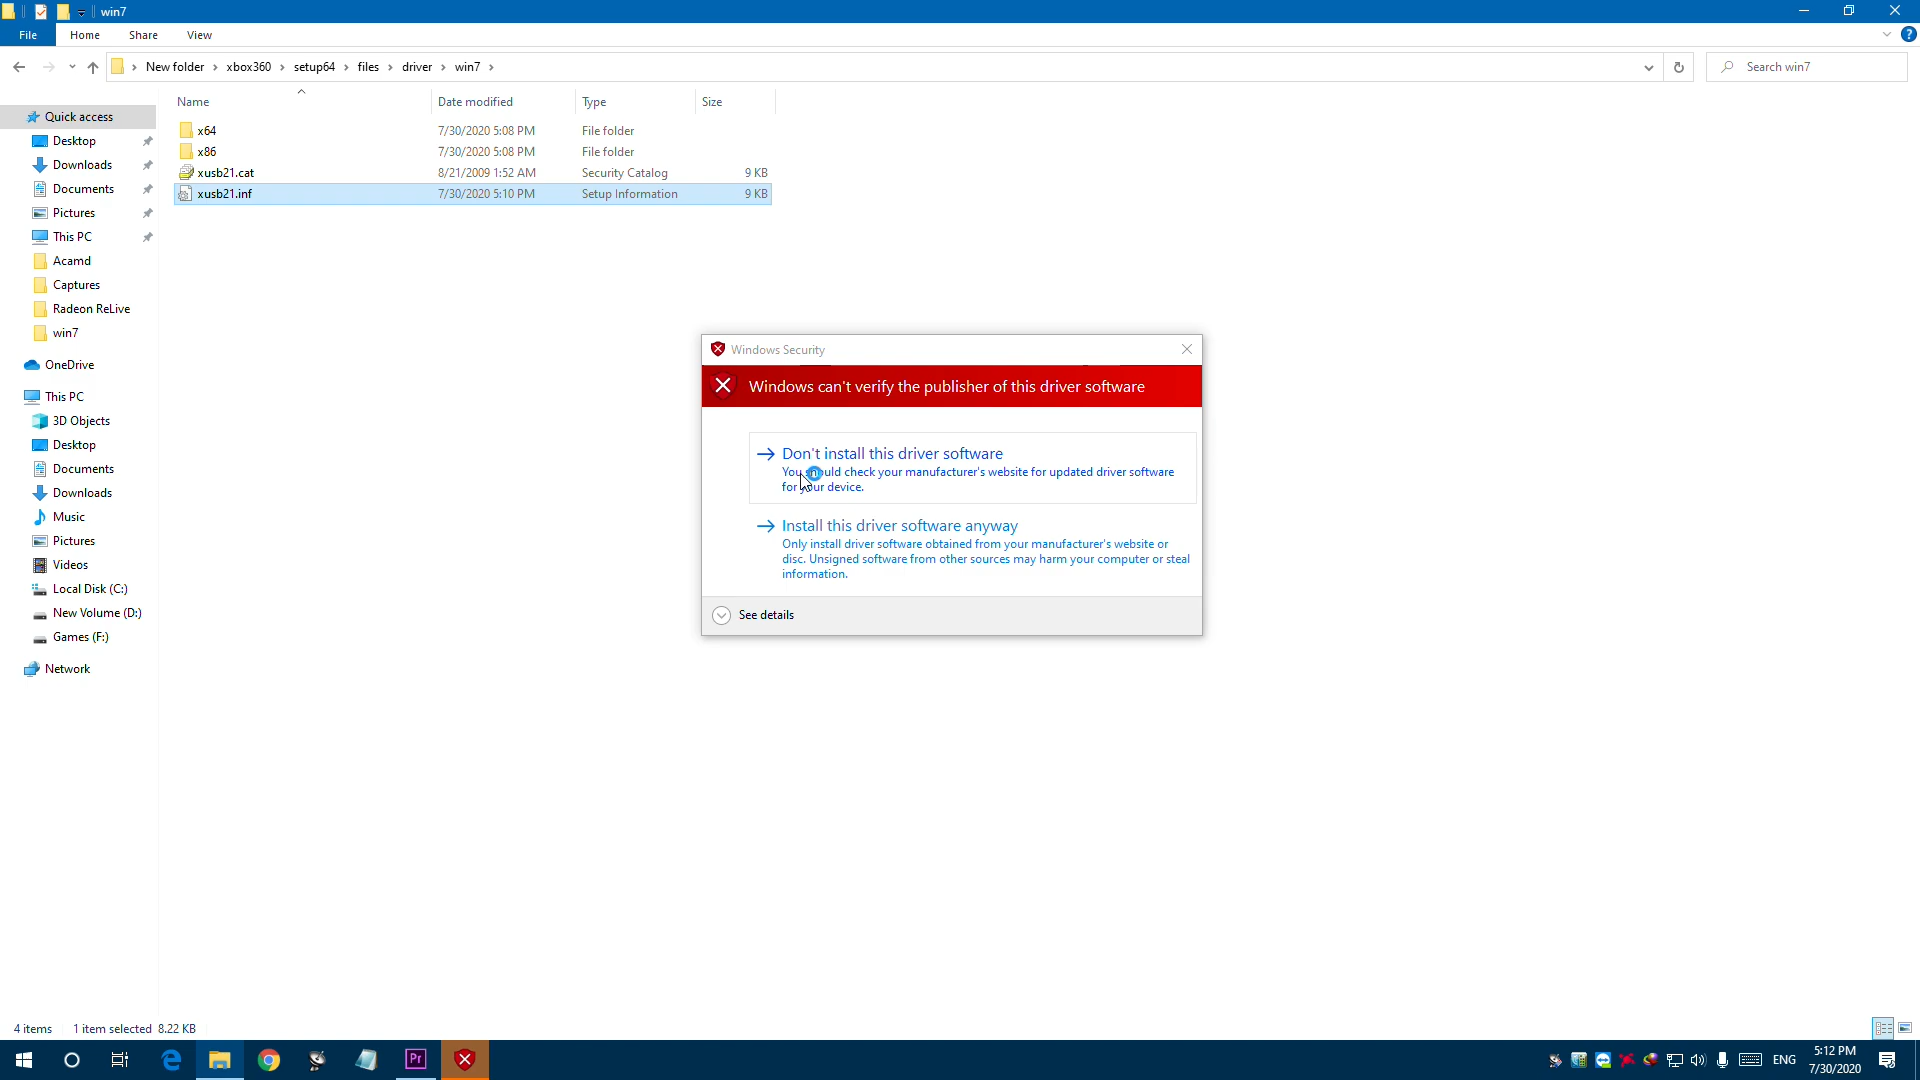 win7
File Home Share View
New folder xbox360 setup64 files driver win7
Search win7
Name Date modified Type Size
x64 7/30/2020 5:08 PM File folder
x86 7/30/2020 5:08 PM File folder
xusb21.cat 8/21/2009 1:52 AM Security Catalog 9 KB
xusb21.inf 7/30/2020 5:10 PM Setup Information 9 KB
Quick access
Desktop
Downloads
Documents
Pictures
This PC
Acamd
Captures
Radeon ReLive
win7
OneDrive
This PC
3D Objects
Desktop
Documents
Downloads
Music
Pictures
Videos
Local Disk (C:)
New Volume (D:)
Games (F:)
Network
Windows Security
Windows can't verify the publisher of this driver software
Don't install this driver software
You should check your manufacturer's website for updated driver software
for your device.
Install this driver software anyway
Only install driver software obtained from your manufacturer's website or
disc. Unsigned software from other sources may harm your computer or steal
information.
See details
4 items 1 item selected 8.22 KB
Pr
ENG
5:12 PM
7/30/2020